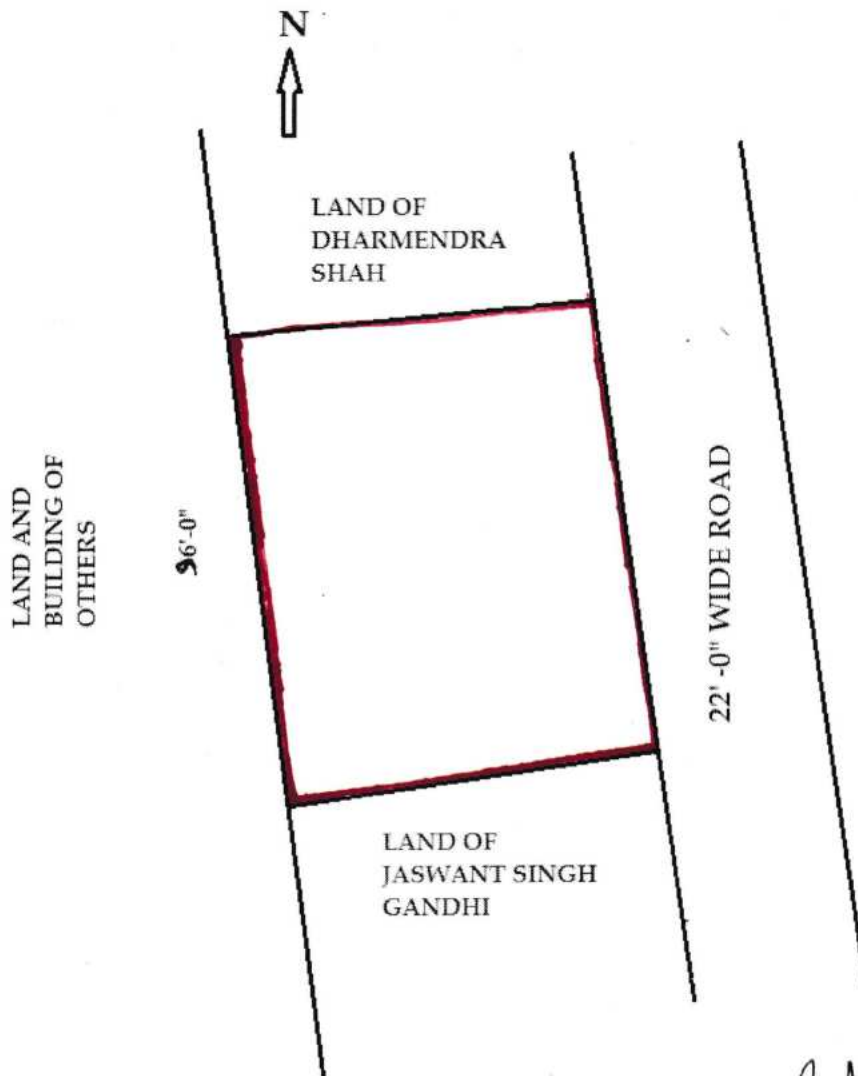 N
LAND OF
DHARMENDRA
SHAH
LAND AND
BUILDING OF
OTHERS
96'-0"
22' -0" WIDE ROAD
LAND OF
JASWANT SINGH
GANDHI